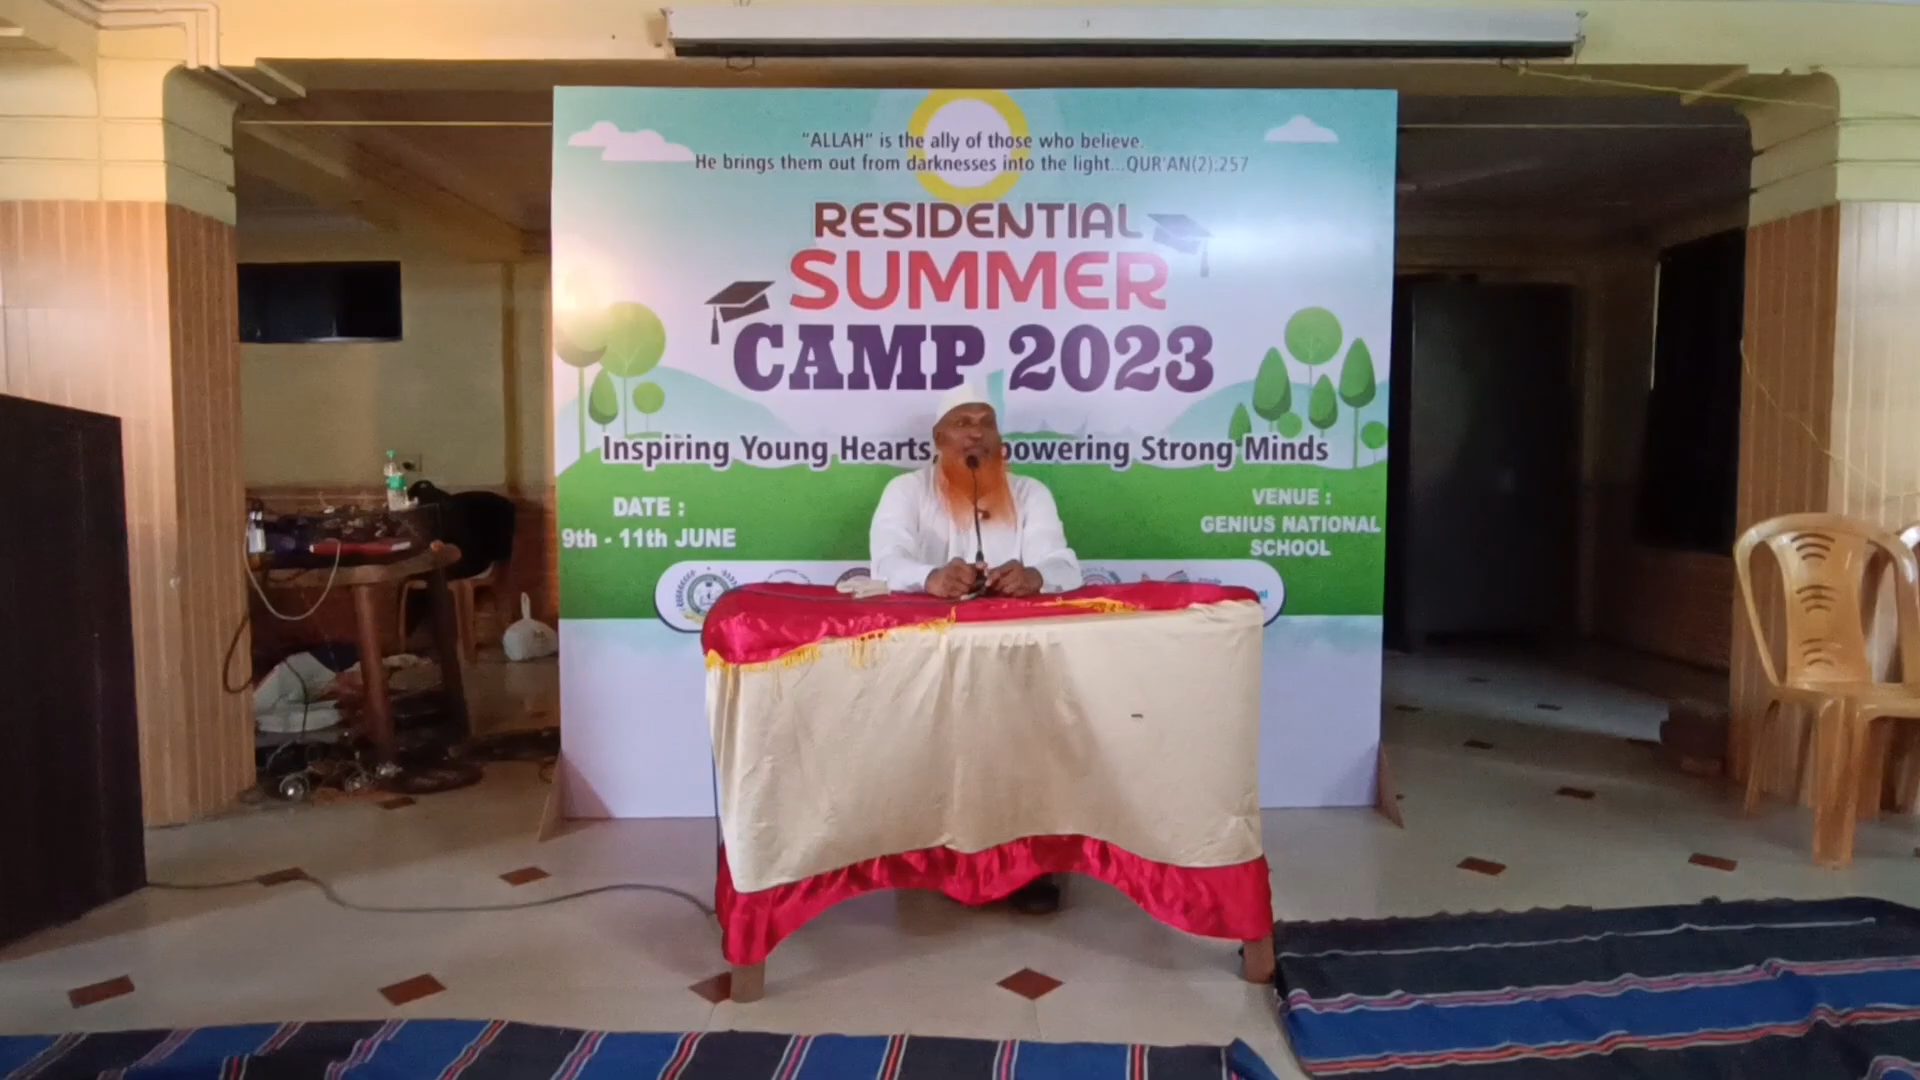 "ALLAH" is the ally of those who believe.
He brings them out from darknesses into the light...QUR'AN(2):257
RESIDENTIAL
SUMMER
CAMP 2023
Inspiring Young Hearts, powering Strong Minds
DATE :
9th - 11th JUNE
VENUE :
GENIUS NATIONAL
SCHOOL